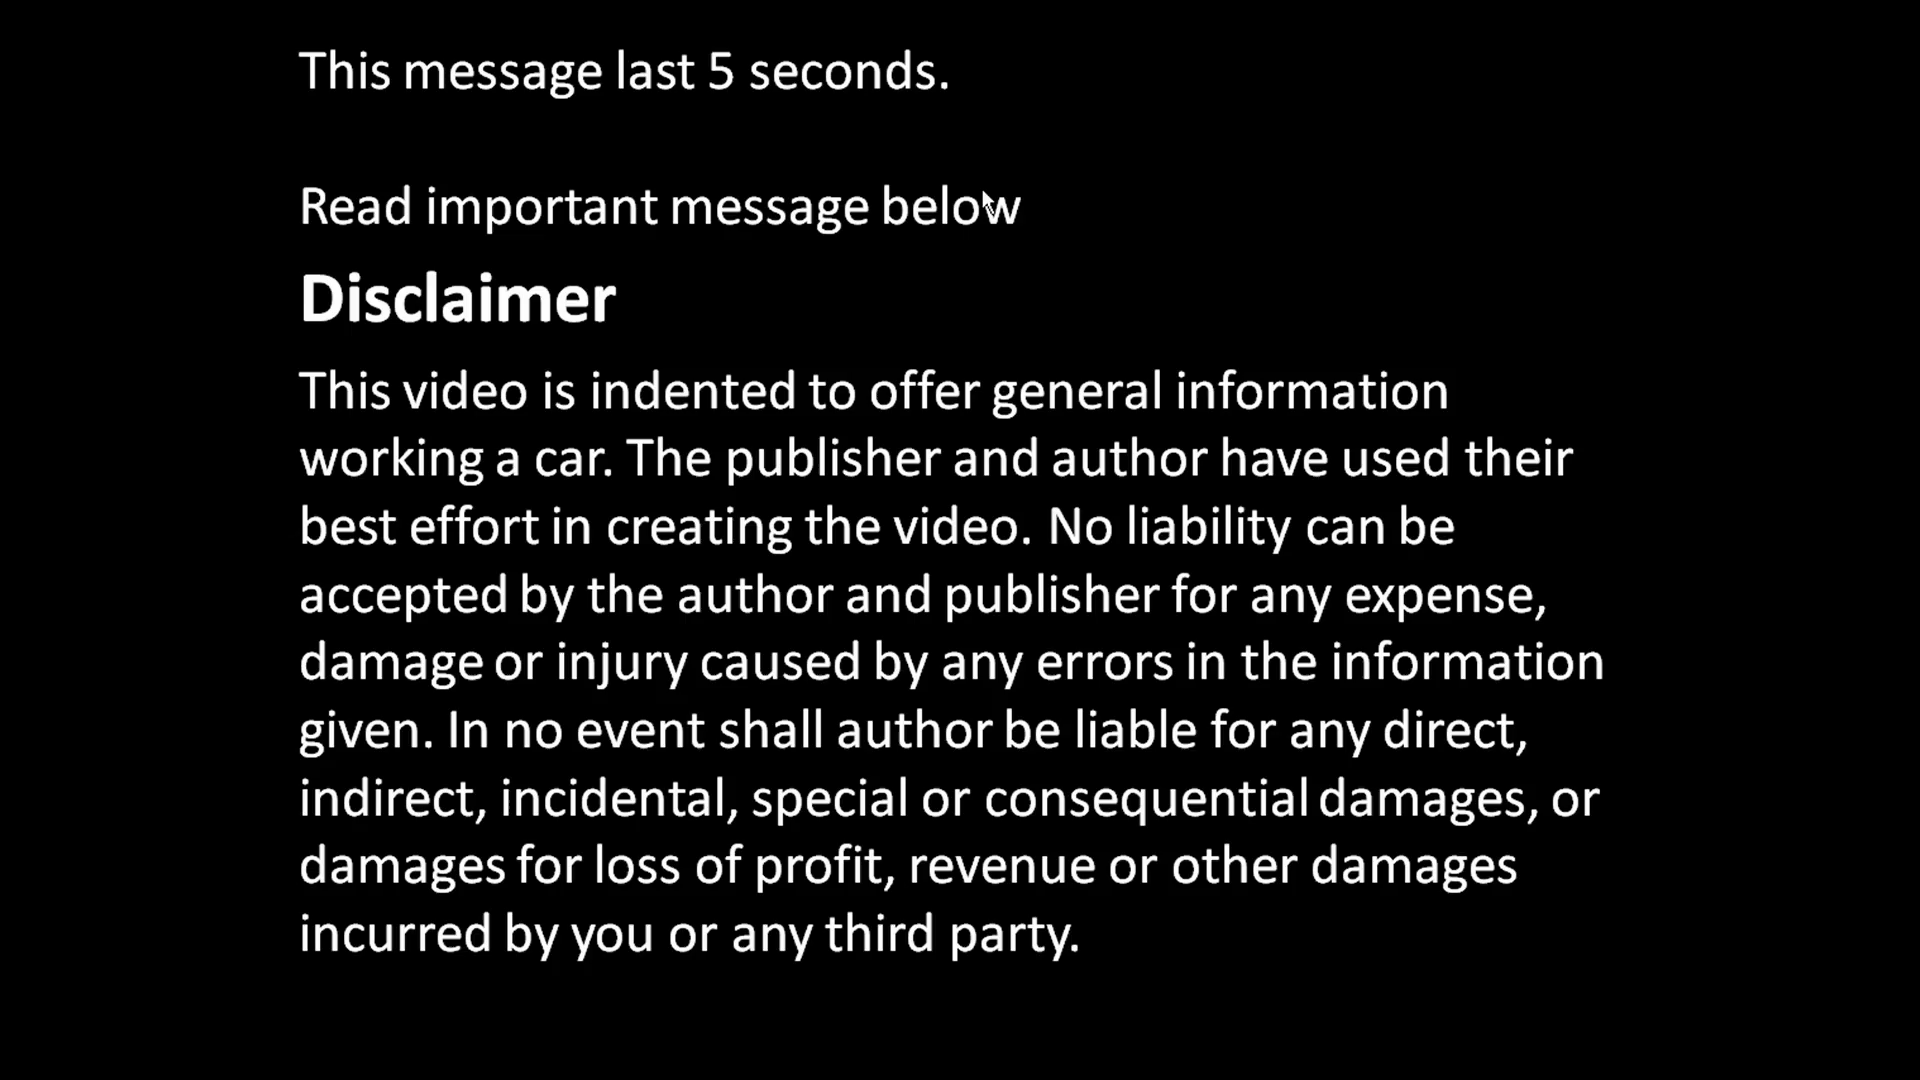 This message last 5 seconds.
Read important message below
Disclaimer
This video is indented to offer general information
working a car. The publisher and author have used their
best effort in creating the video. No liability can be
accepted by the author and publisher for any expense,
damage or injury caused by any errors in the information
given. In no event shall author be liable for any direct,
indirect, incidental, special or consequential damages, or
damages for loss of profit, revenue or other damages
incurred by you or any third party.